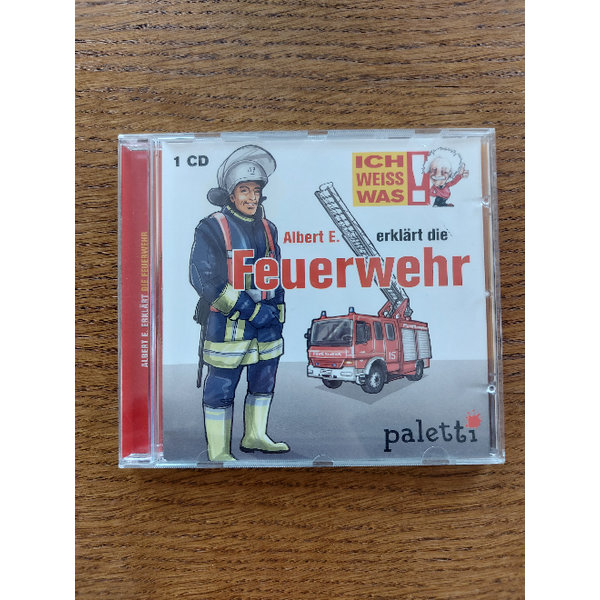 1 CD
ICH
WEISS
WAS!
Albert E. erklärt die
Feuerwehr
paletti
ALBERT E. ERKLÄRT DIE FEUERWEHR